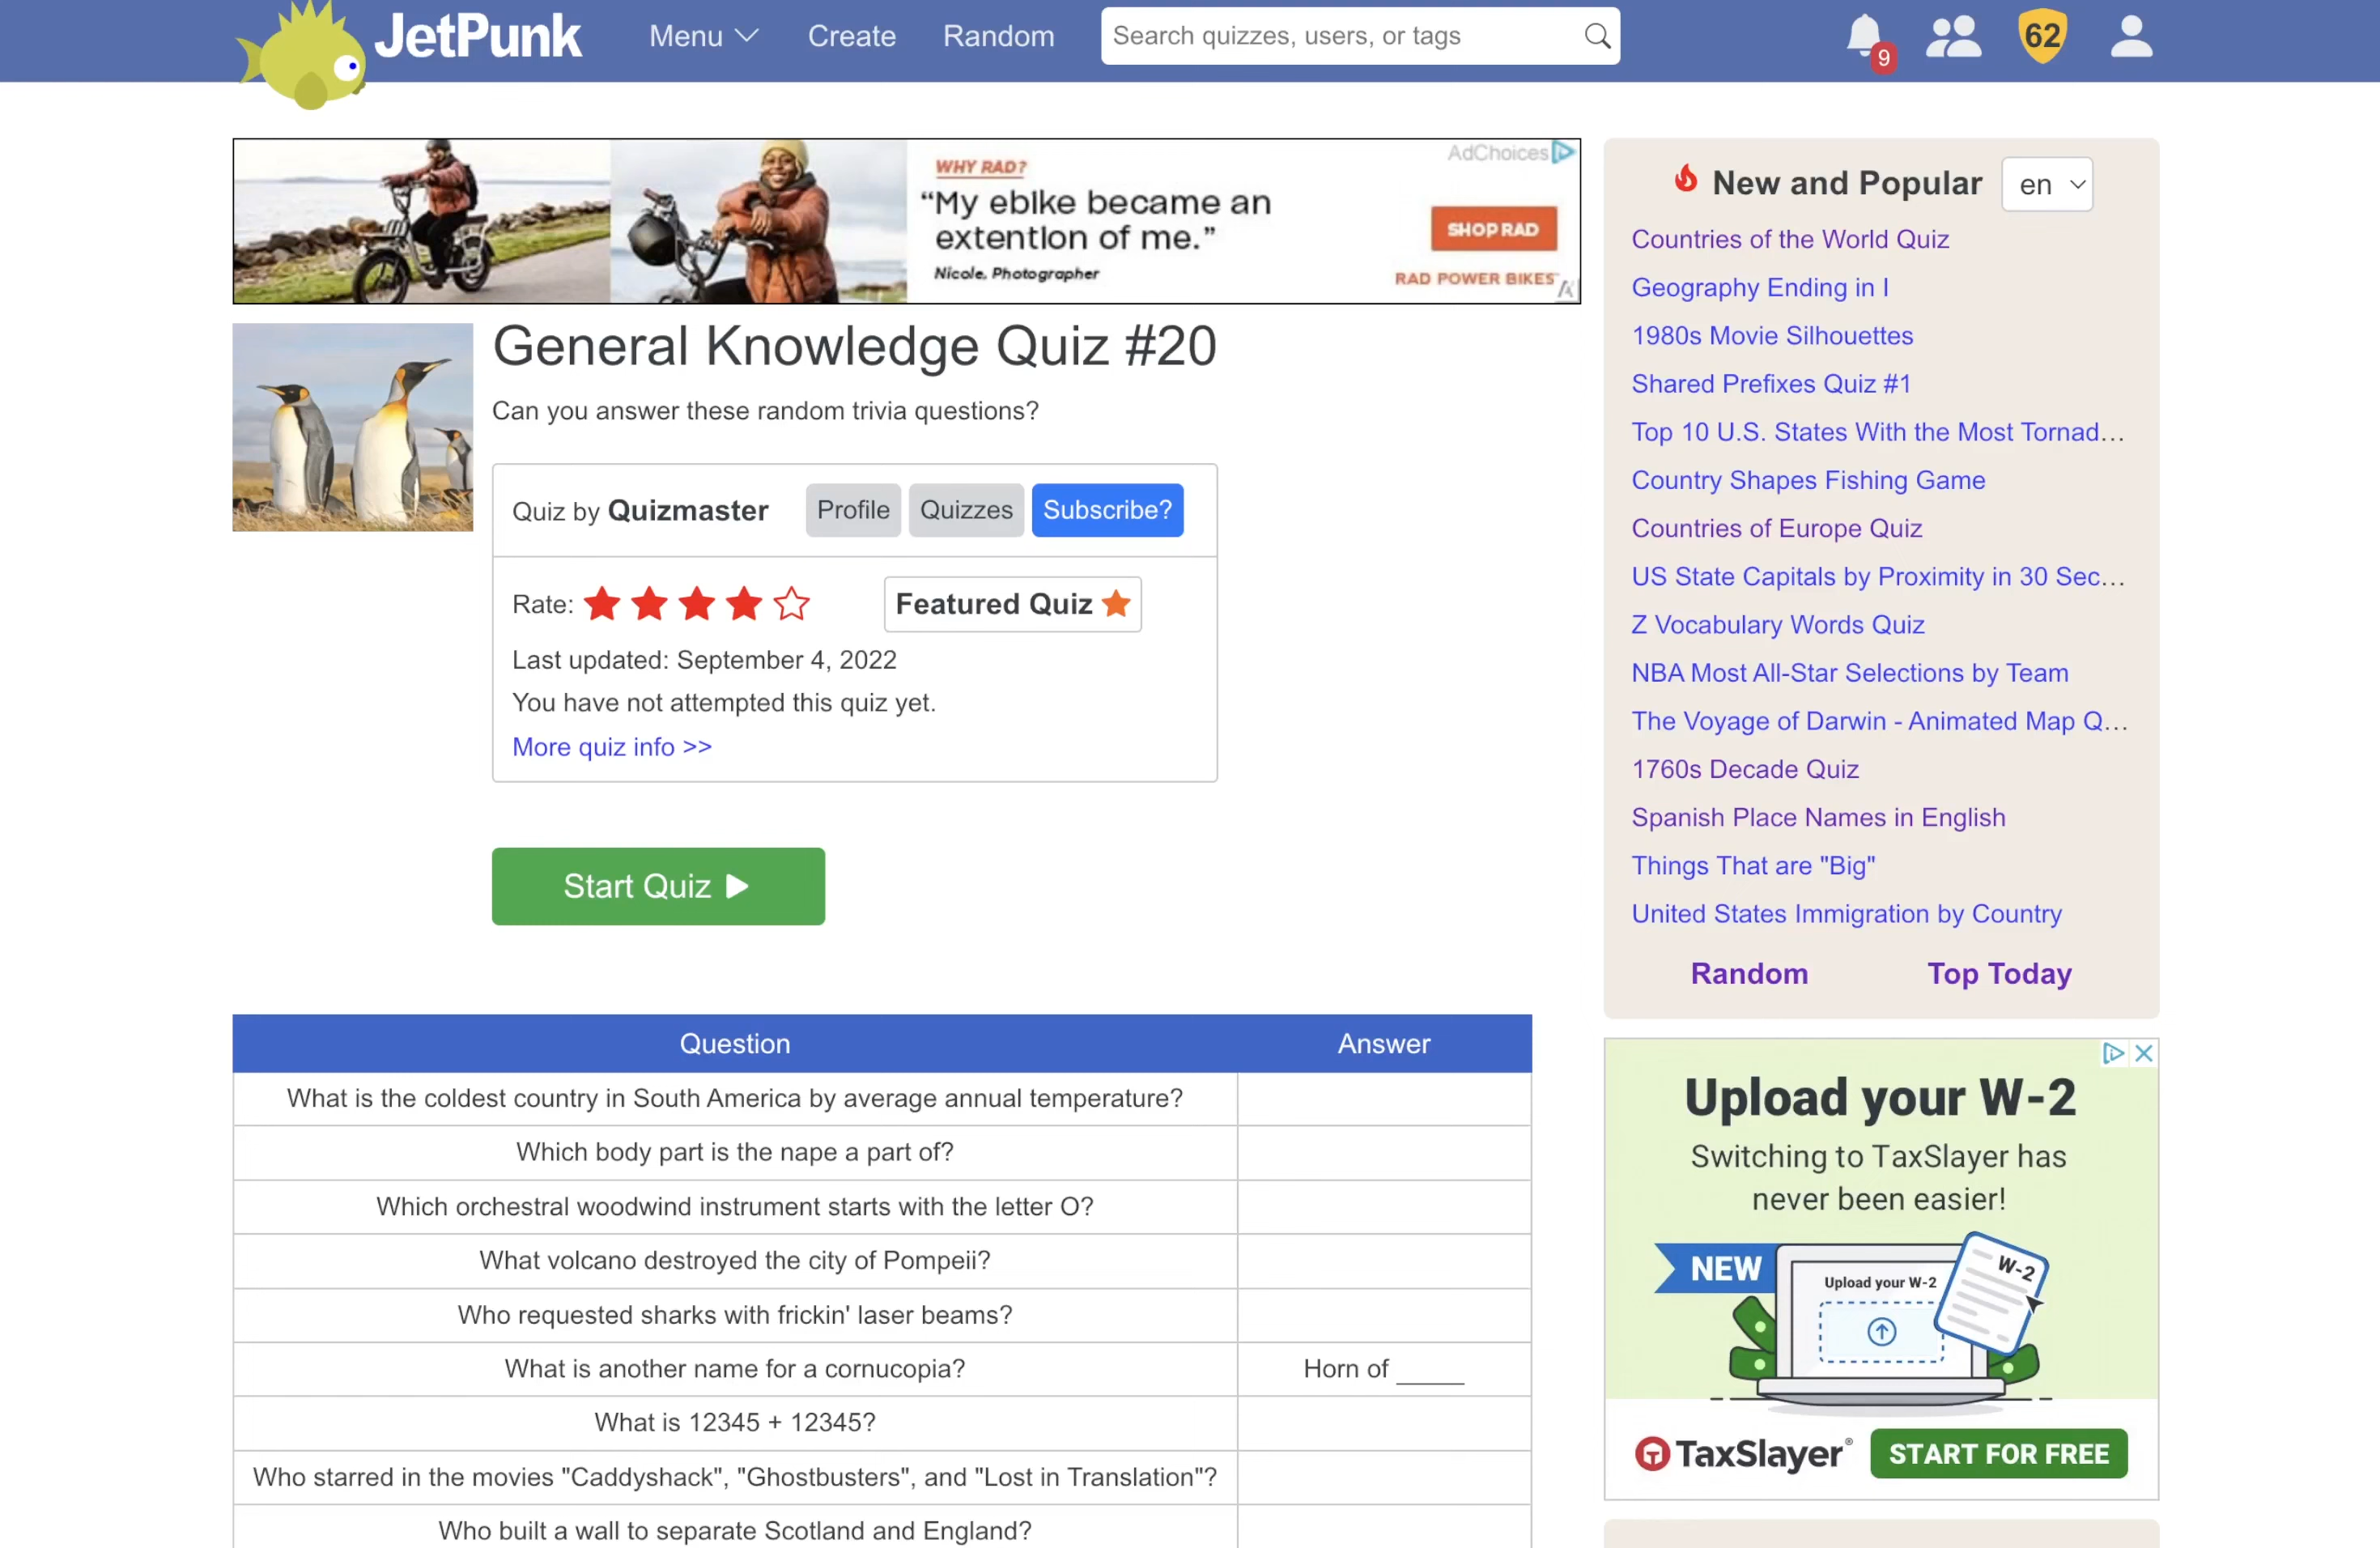 JetPunk
Menu
Create
Random
Search quizzes, users, or tags
9
62
WHY RAD?
AdChoices
“My ebike became an
extention of me.”
Nicole, Photographer
SHOP RAD
RAD POWER BIKES
General Knowledge Quiz #20
Can you answer these random trivia questions?
Quiz by Quizmaster
Profile
Quizzes
Subscribe?
Rate:
Featured Quiz
Last updated: September 4, 2022
You have not attempted this quiz yet.
More quiz info >>
Start Quiz
Question
Answer
What is the coldest country in South America by average annual temperature?
Which body part is the nape a part of?
Which orchestral woodwind instrument starts with the letter O?
What volcano destroyed the city of Pompeii?
Who requested sharks with frickin' laser beams?
What is another name for a cornucopia?
Horn of _____
What is 12345 + 12345?
Who starred in the movies "Caddyshack", "Ghostbusters", and "Lost in Translation"?
Who built a wall to separate Scotland and England?
New and Popular
en
Countries of the World Quiz
Geography Ending in I
1980s Movie Silhouettes
Shared Prefixes Quiz #1
Top 10 U.S. States With the Most Tornad...
Country Shapes Fishing Game
Countries of Europe Quiz
US State Capitals by Proximity in 30 Sec...
Z Vocabulary Words Quiz
NBA Most All-Star Selections by Team
The Voyage of Darwin - Animated Map Q...
1760s Decade Quiz
Spanish Place Names in English
Things That are "Big"
United States Immigration by Country
Random
Top Today
Upload your W-2
Switching to TaxSlayer has
never been easier!
NEW
Upload your W-2
W-2
TaxSlayer®
START FOR FREE